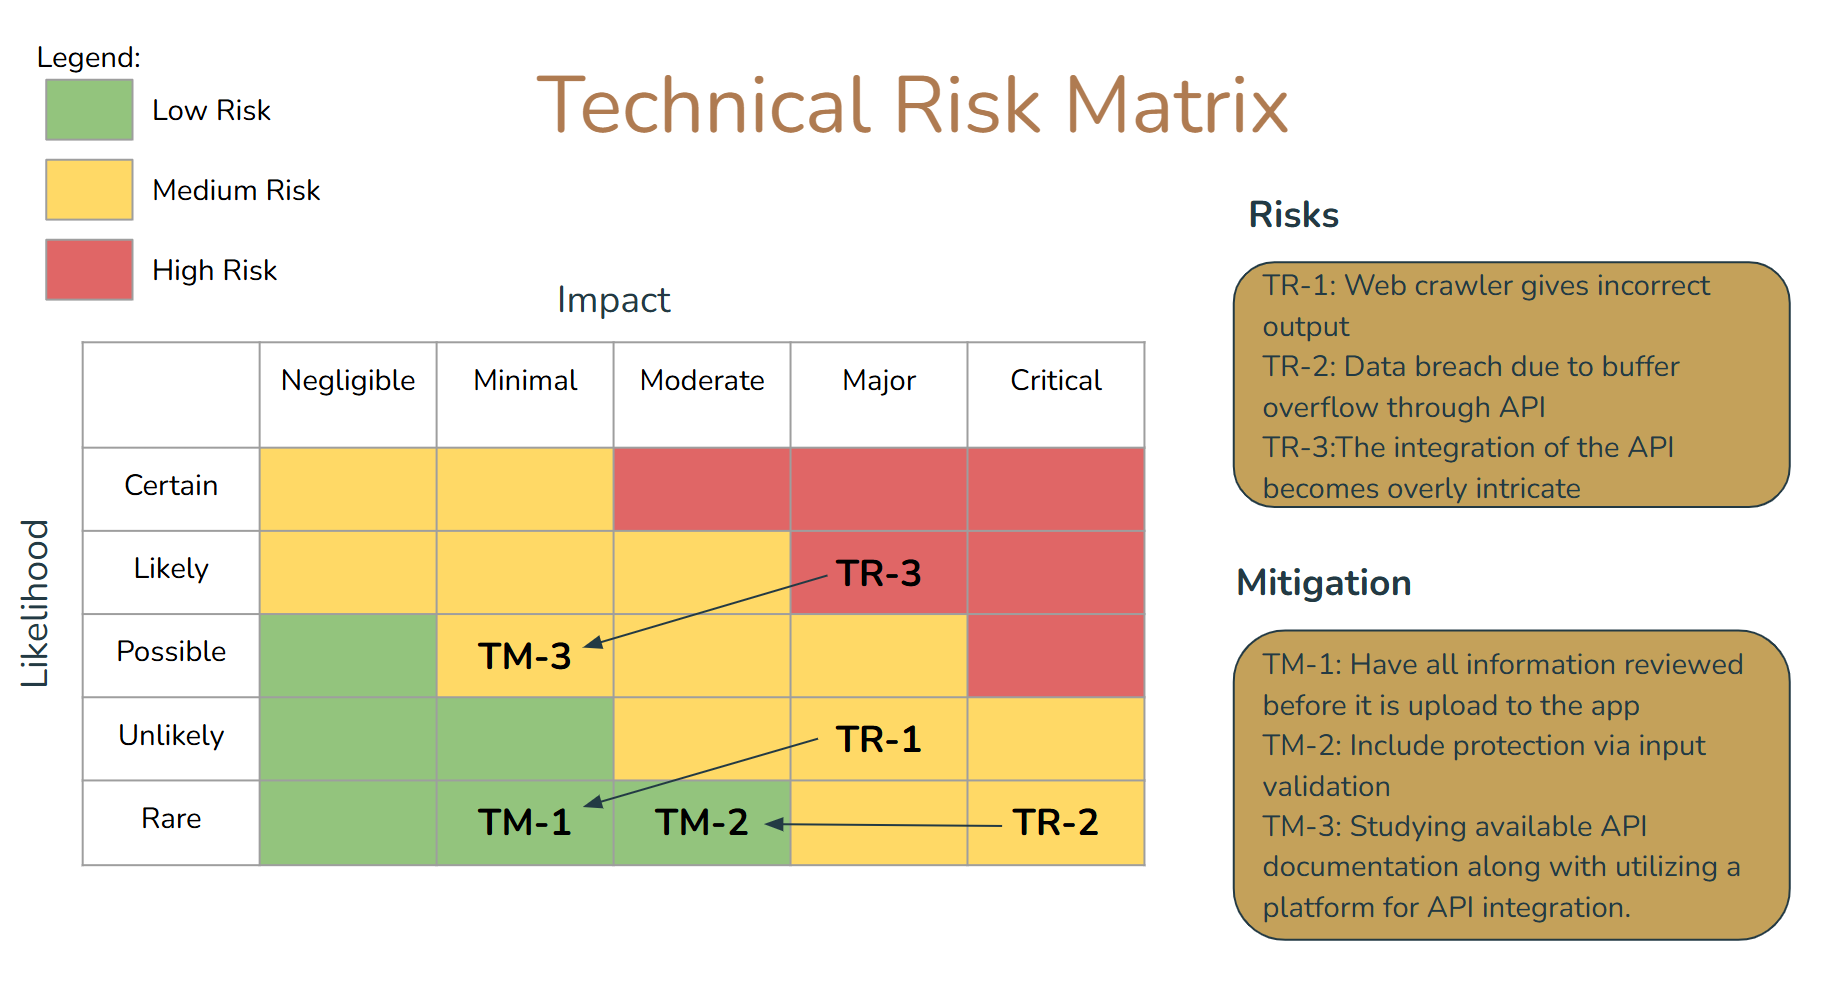 Legend:
Low Risk
Medium Risk
High Risk
Technical Risk Matrix
Impact
Likelihood
Negligible Minimal Moderate Major Critical
Certain
Likely TR-3
Possible TM-3
Unlikely TR-1
Rare TM-1 TM-2 TR-2
Risks
TR-1: Web crawler gives incorrect
output
TR-2: Data breach due to buffer
overflow through API
TR-3:The integration of the API
becomes overly intricate
Mitigation
TM-1: Have all information reviewed
before it is upload to the app
TM-2: Include protection via input
validation
TM-3: Studying available API
documentation along with utilizing a
platform for API integration.